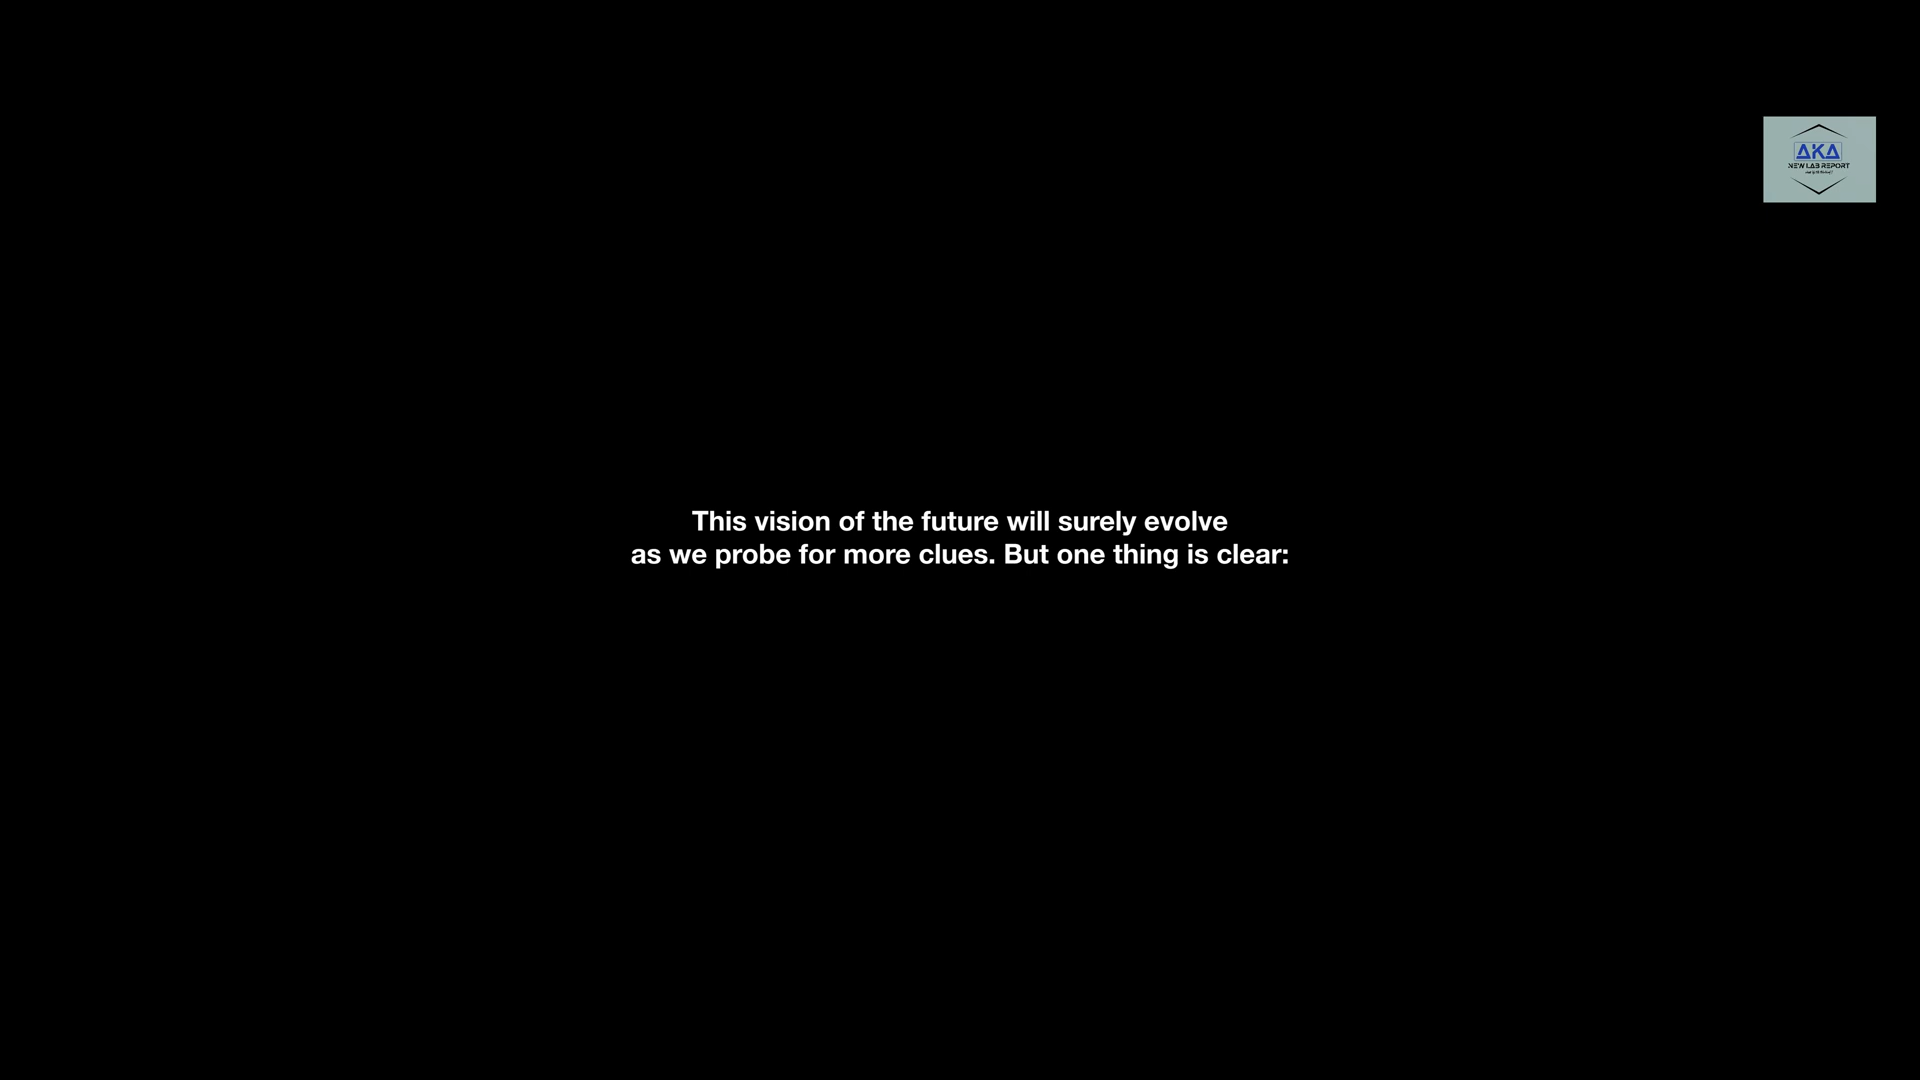 AKA
NEW LAB REPORT
This vision of the future will surely evolve
as we probe for more clues. But one thing is clear: